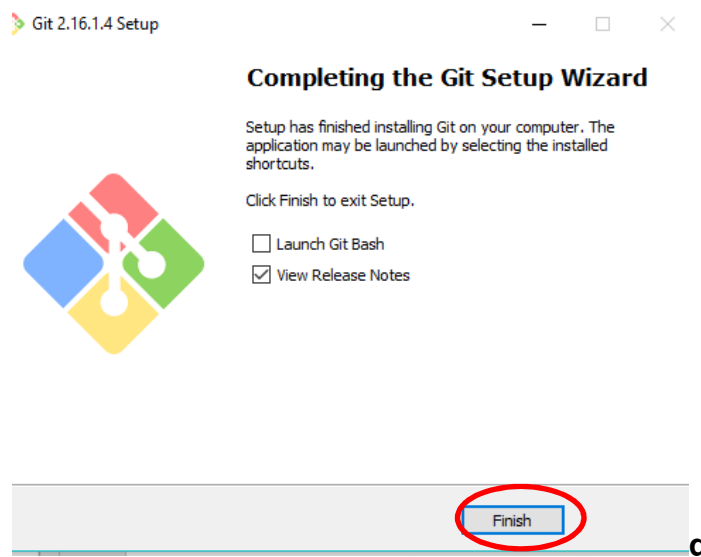 Git 2.16.1.4 Setup
Completing the Git Setup Wizard
Setup has finished installing Git on your computer. The
application may be launched by selecting the installed
shortcuts.
Click Finish to exit Setup.
Launch Git Bash
View Release Notes
Finish